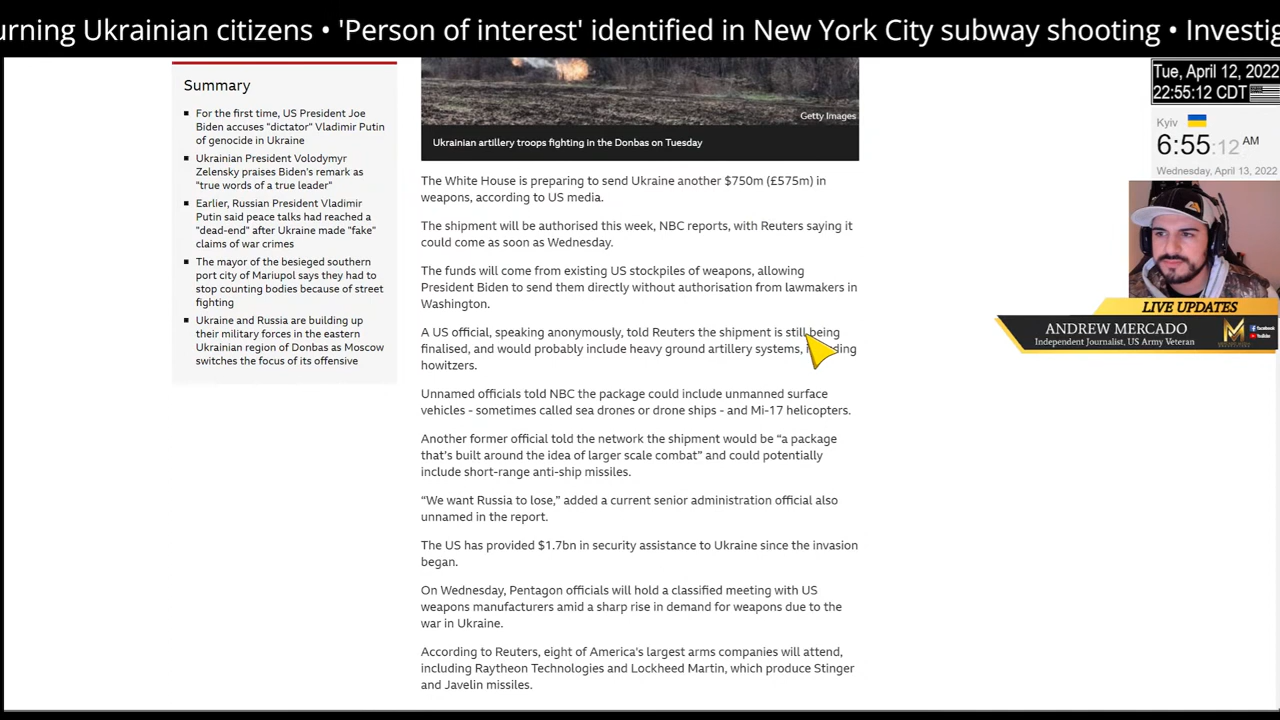 urning Ukrainian citizens • 'Person of interest' identified in New York City subway shooting • Investig
Summary
For the first time, US President Joe
Biden accuses "dictator" Vladimir Putin
of genocide in Ukraine
Ukrainian President Volodymyr
Zelensky praises Biden's remark as
"true words of a true leader"
Earlier, Russian President Vladimir
Putin said peace talks had reached a
"dead-end" after Ukraine made "fake"
claims of war crimes
The mayor of the besieged southern
port city of Mariupol says they had to
stop counting bodies because of street
fighting
Ukraine and Russia are building up
their military forces in the eastern
Ukrainian region of Donbas as Moscow
switches the focus of its offensive
Getty Images
Ukrainian artillery troops fighting in the Donbas on Tuesday
The White House is preparing to send Ukraine another $750m (£575m) in
weapons, according to US media.
The shipment will be authorised this week, NBC reports, with Reuters saying it
could come as soon as Wednesday.
The funds will come from existing US stockpiles of weapons, allowing
President Biden to send them directly without authorisation from lawmakers in
Washington.
A US official, speaking anonymously, told Reuters the shipment is still being
finalised, and would probably include heavy ground artillery systems, i ding
howitzers.
Unnamed officials told NBC the package could include unmanned surface
vehicles - sometimes called sea drones or drone ships - and Mi-17 helicopters.
Another former official told the network the shipment would be “a package
that’s built around the idea of larger scale combat” and could potentially
include short-range anti-ship missiles.
“We want Russia to lose,” added a current senior administration official also
unnamed in the report.
The US has provided $1.7bn in security assistance to Ukraine since the invasion
began.
On Wednesday, Pentagon officials will hold a classified meeting with US
weapons manufacturers amid a sharp rise in demand for weapons due to the
war in Ukraine.
According to Reuters, eight of America's largest arms companies will attend,
including Raytheon Technologies and Lockheed Martin, which produce Stinger
and Javelin missiles.
Tue, April 12, 2022
22:55:12 CDT
Kyiv
6:55:12 AM
Wednesday, April 13, 2022
LIVE UPDATES
ANDREW MERCADO
Independent Journalist, US Army Veteran